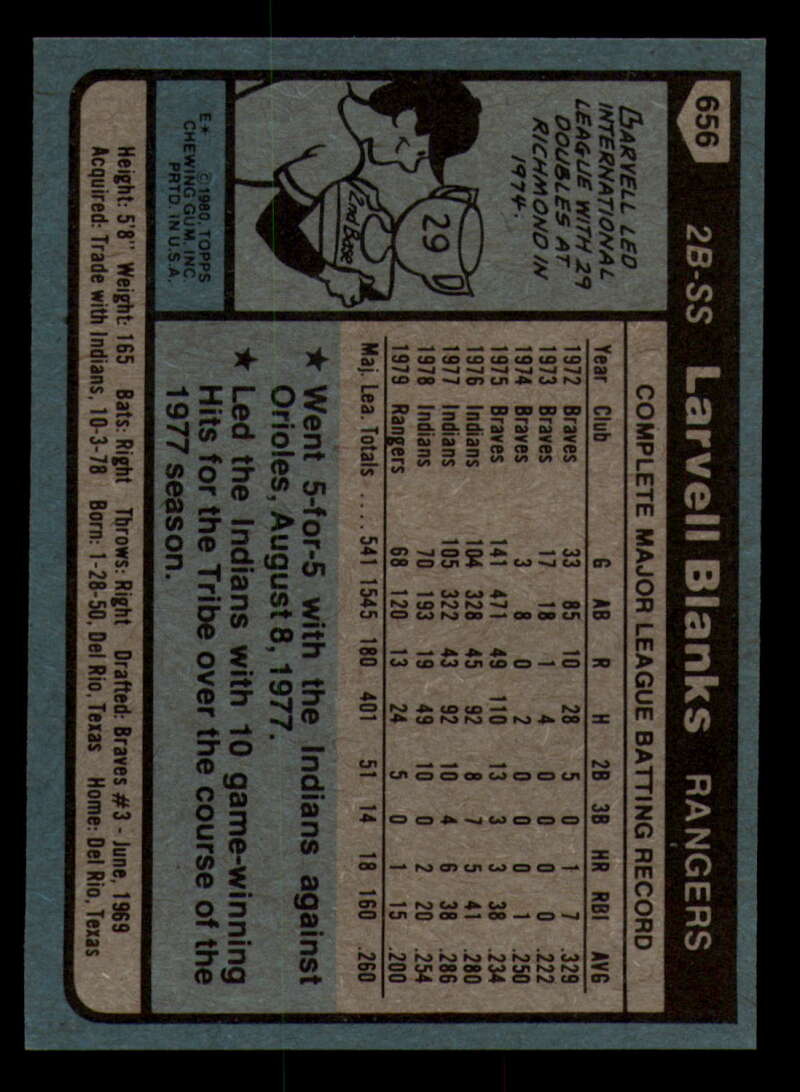 656 2B-SS Larvell Blanks RANGERS
LARVELL LED
INTERNATIONAL
LEAGUE WITH 29
DOUBLES AT
RICHMOND IN
1974.
29
2nd Base
E* © 1980 TOPPS
CHEWING GUM, INC.
PRTD. IN U.S.A.
COMPLETE MAJOR LEAGUE BATTING RECORD
Year Club G AB R H 2B 3B HR RBI AVG
1972 Braves 33 85 10 28 5 0 1 7 .329
1973 Braves 17 18 1 4 0 0 0 0 .222
1974 Braves 3 8 0 2 0 0 0 1 .250
1975 Braves 141 471 49 110 13 3 3 38 .234
1976 Indians 104 328 45 92 8 7 5 41 .280
1977 Indians 105 322 43 92 10 4 6 38 .286
1978 Indians 70 193 19 49 10 0 2 20 .254
1979 Rangers 68 120 13 24 5 0 1 15 .200
Maj. Lea. Totals .... 541 1545 180 401 51 14 18 160 .260
★ Went 5-for-5 with the Indians against
Orioles, August 8, 1977.
★ Led the Indians with 10 game-winning
Hits for the Tribe over the course of the
1977 season.
Height: 5'8" Weight: 165 Bats: Right Throws: Right Drafted: Braves #3 - June, 1969
Acquired: Trade with Indians, 10-3-78 Born: 1-28-50, Del Rio, Texas Home: Del Rio, Texas